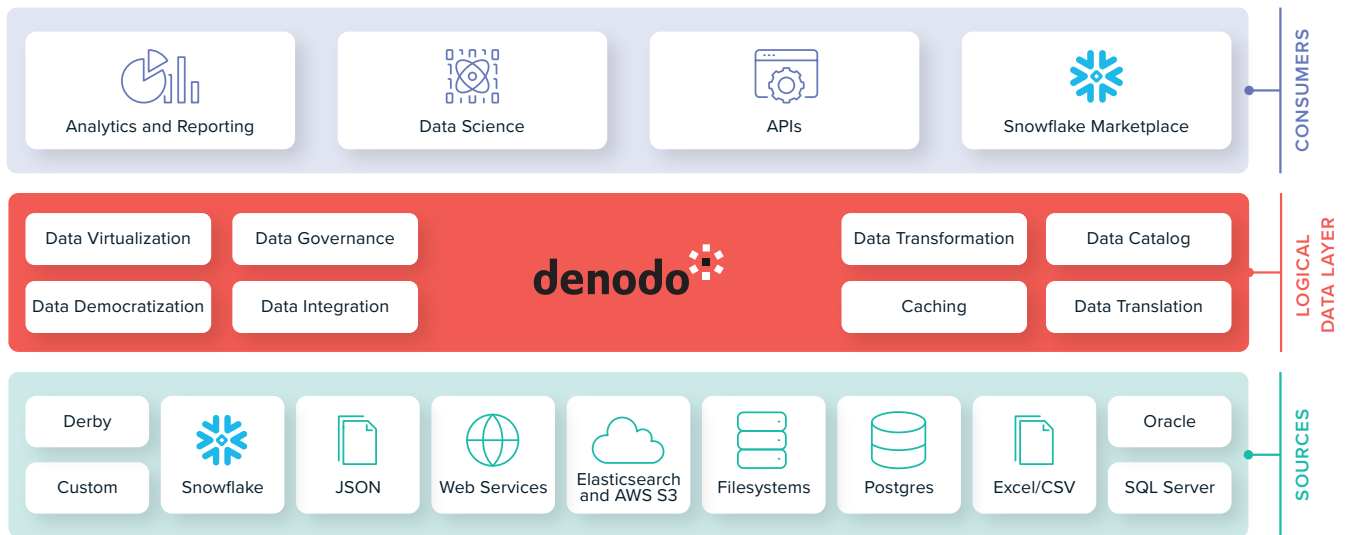 Analytics and Reporting
Data Science
APIs
Snowflake Marketplace
CONSUMERS
Data Virtualization
Data Governance
Data Democratization
Data Integration
denodo
Data Transformation
Data Catalog
Caching
Data Translation
LOGICAL
DATA LAYER
Derby
Custom
Snowflake
JSON
Web Services
Elasticsearch
and AWS S3
Filesystems
Postgres
Excel/CSV
Oracle
SQL Server
SOURCES